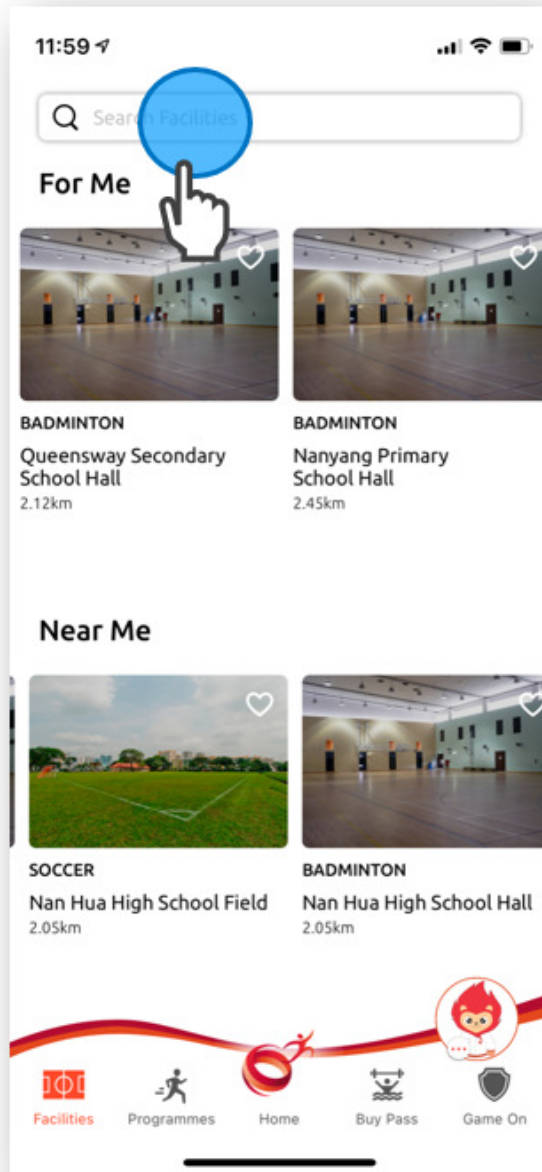 11:59
Search Facilities
For Me
BADMINTON
Queensway Secondary
School Hall
2.12km
BADMINTON
Nanyang Primary
School Hall
2.45km
Near Me
SOCCER
Nan Hua High School Field
2.05km
BADMINTON
Nan Hua High School Hall
2.05km
Facilities
Programmes
Home
Buy Pass
Game On